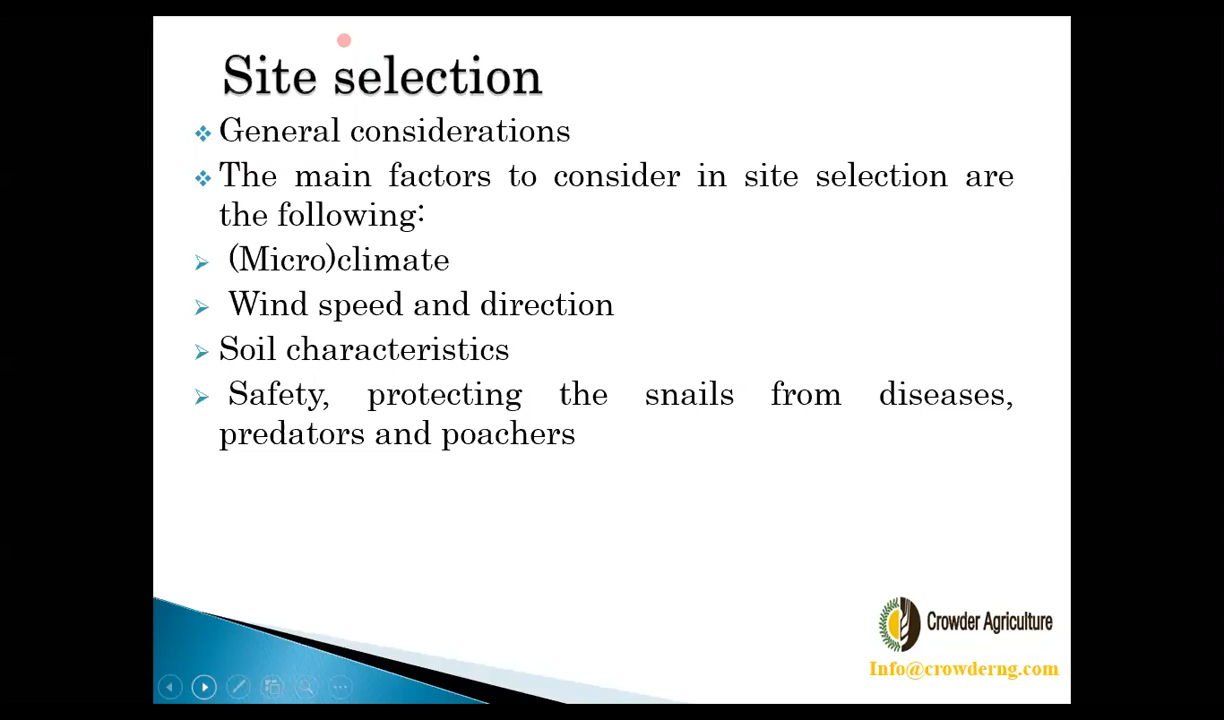 Site selection
General considerations
The main factors to consider in site selection are
the following:
(Micro)climate
Wind speed and direction
Soil characteristics
Safety, protecting the snails from diseases,
predators and poachers
Crowder Agriculture
Info@crowderng.com